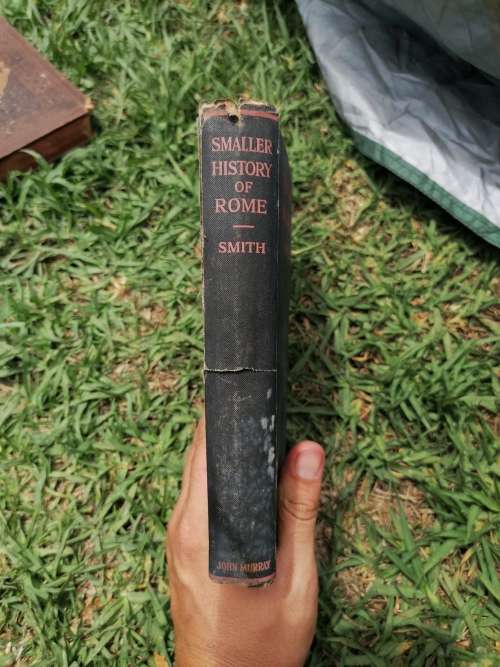 SMALLER
HISTORY
OF
ROME
SMITH
JOHN MURRAY